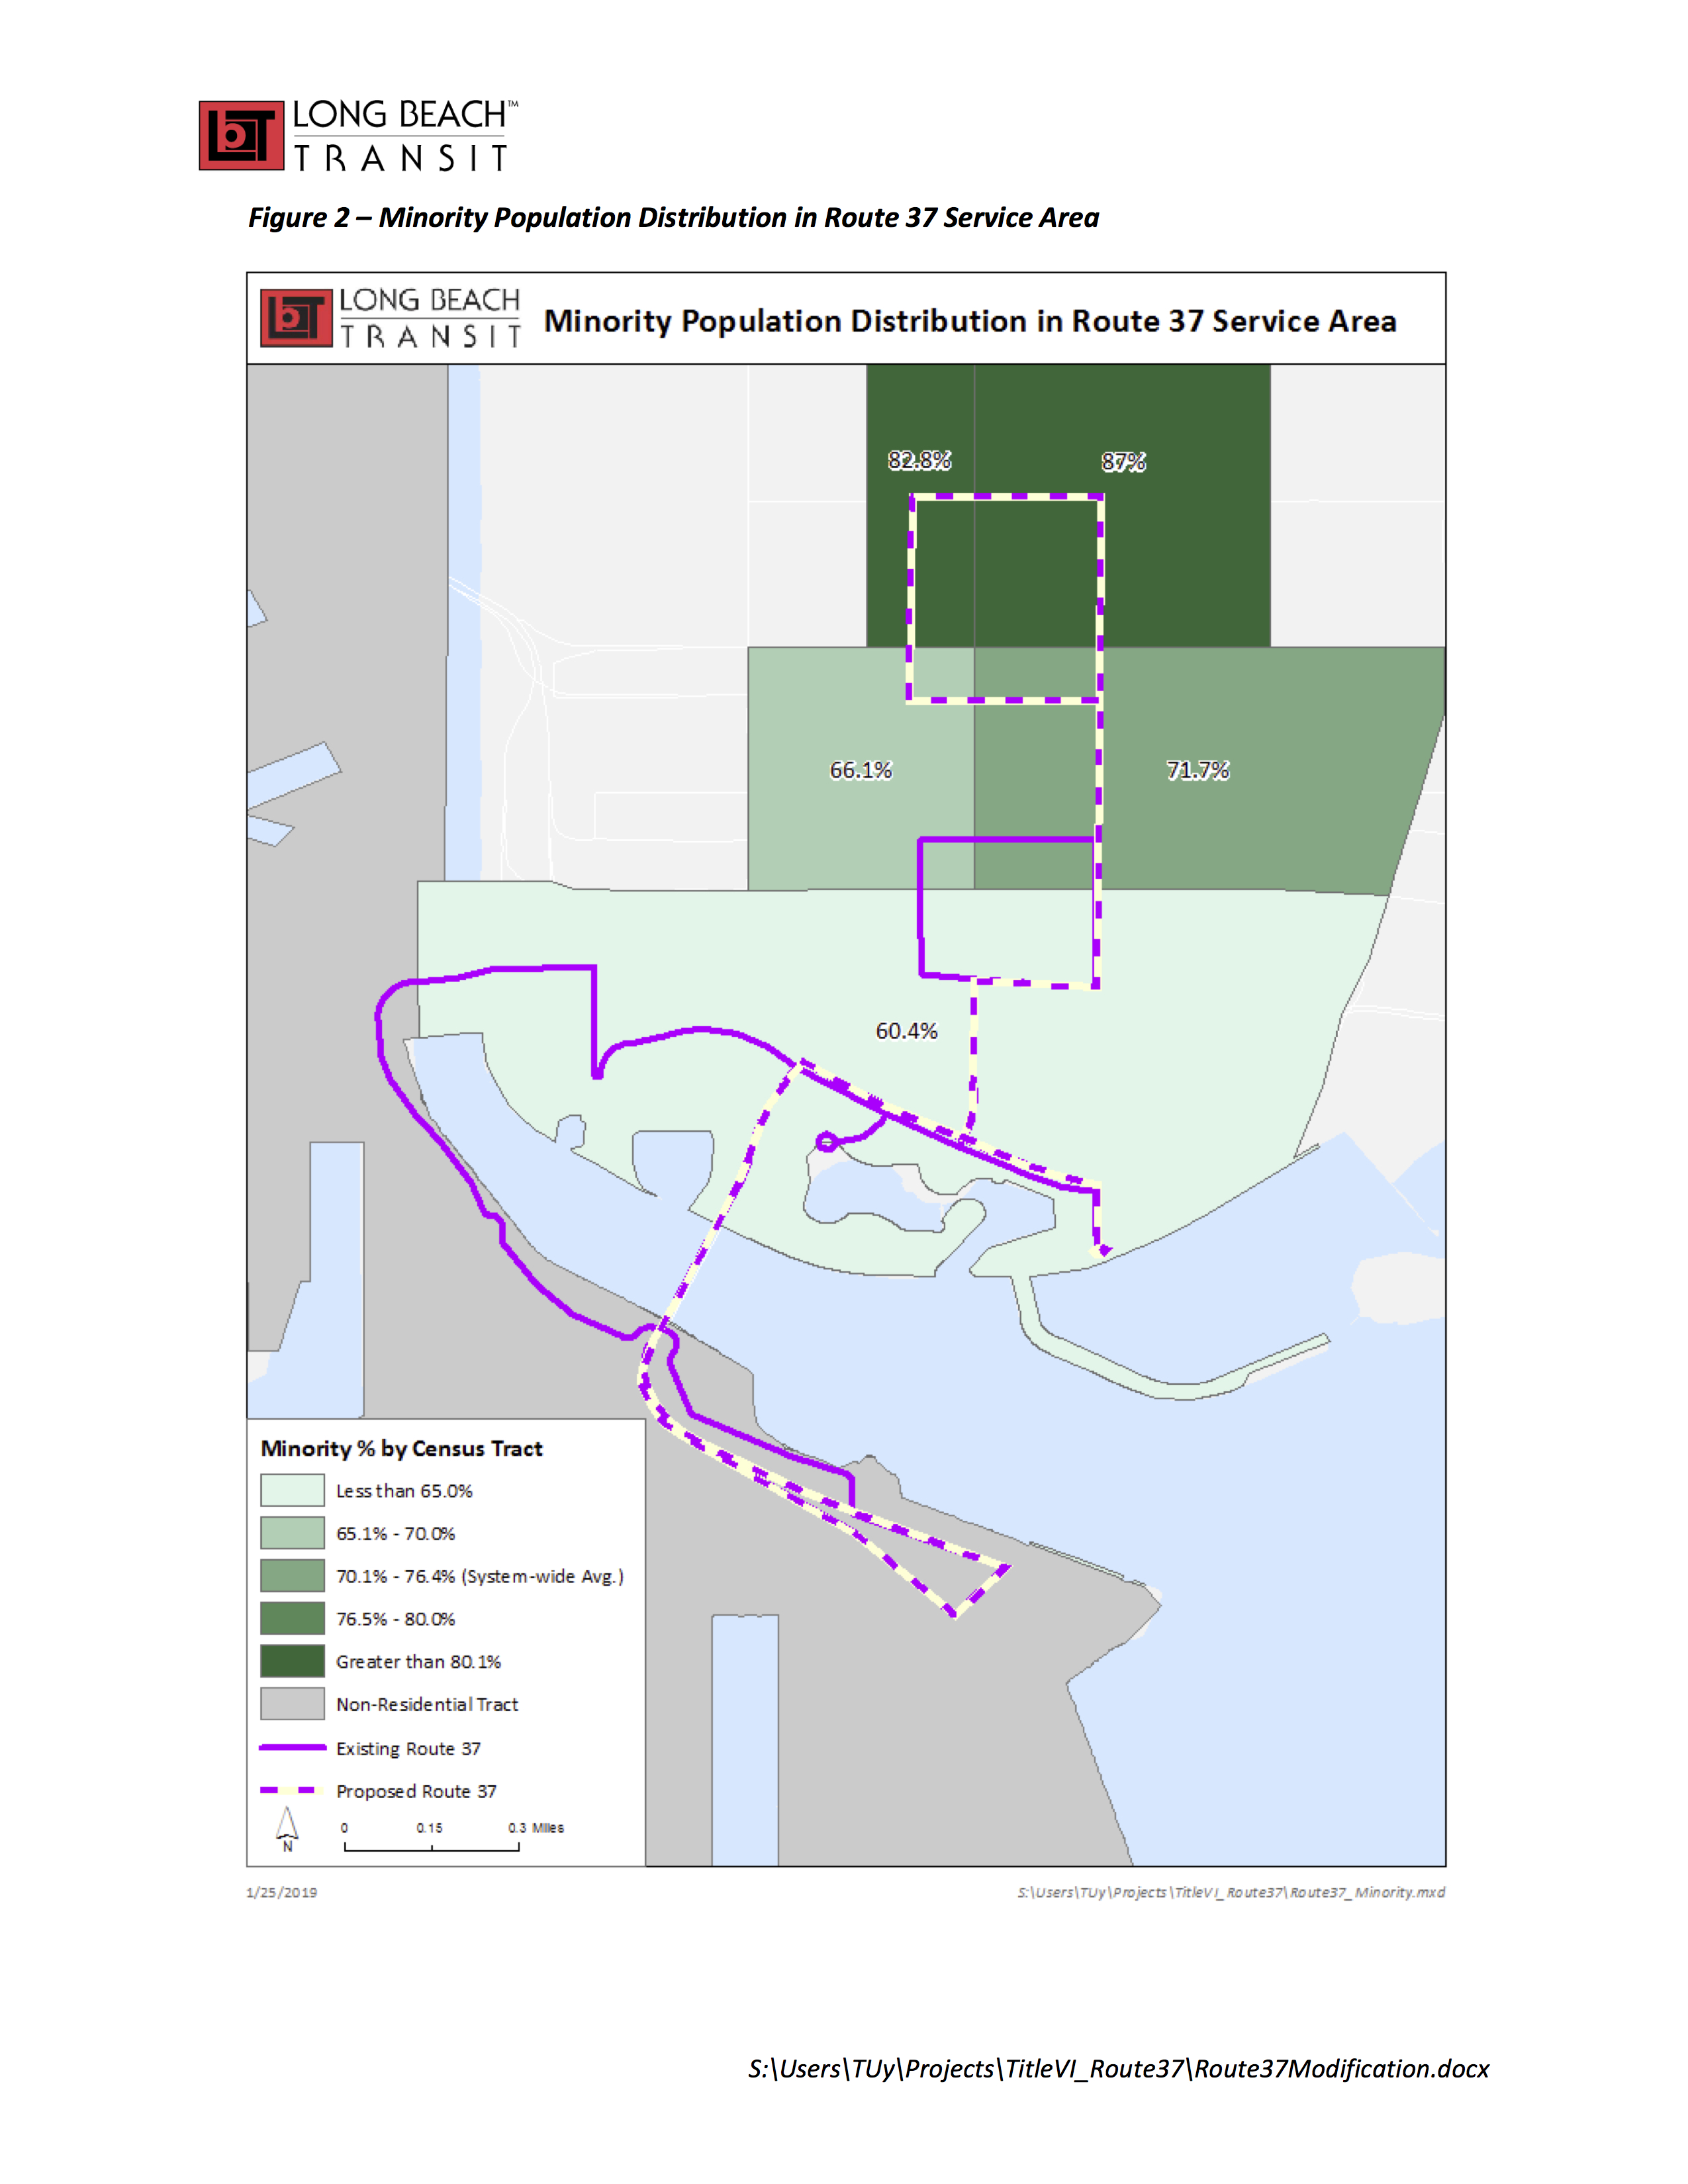 LONG BEACH™
TRANSIT
Figure 2 – Minority Population Distribution in Route 37 Service Area
LONG BEACH
TRANSIT
Minority Population Distribution in Route 37 Service Area
82.8%
87%
66.1%
71.7%
60.4%
Minority % by Census Tract
Less than 65.0%
65.1% - 70.0%
70.1% - 76.4% (System-wide Avg.)
76.5% - 80.0%
Greater than 80.1%
Non-Residential Tract
Existing Route 37
Proposed Route 37
N
0 0.15 0.3 Miles
1/25/2019
S:\Users\TUy\Projects\TitleVI_Route37\Route37_Minority.mxd
S:\Users\TUy\Projects\TitleVI_Route37\Route37Modification.docx